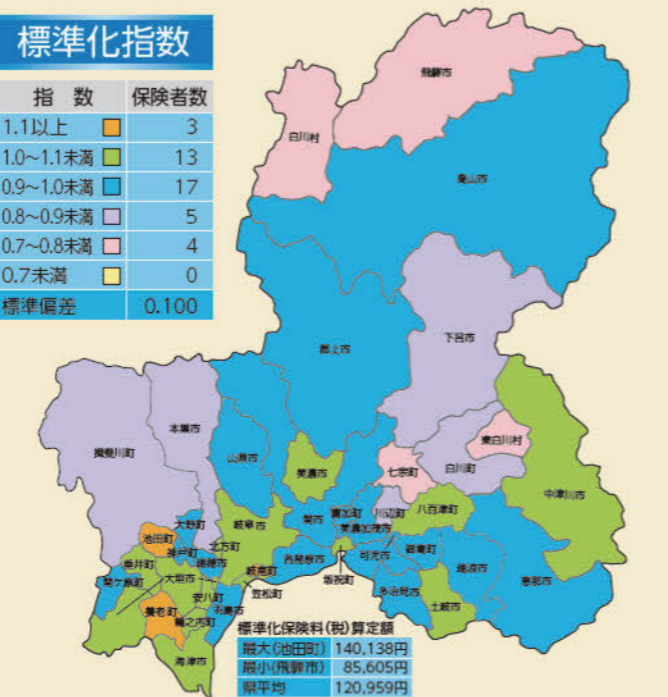 標準化指数
指 数 保険者数
1.1以上 3
1.0～1.1未満 13
0.9～1.0未満 17
0.8～0.9未満 5
0.7～0.8未満 4
0.7未満 0
標準偏差 0.100
飛騨市
白川村
高山市
下呂市
郡上市
本巣市
揖斐川町
山県市
美濃市
七宗町
白川町
東白川村
中津川市
大野町
岐阜市
関市
富加町
川辺町
八百津町
美濃加茂市
池田町
神戸町
北方町
瑞穂市
各務原市
可児市
御嵩町
瑞浪市
恵那市
垂井町
関ケ原町
大垣市
岐南町
坂祝町
安八町
笠松町
多治見市
土岐市
養老町
輪之内町
羽島市
海津市
標準化保険料(税)算定額
最大(池田町) 140,138円
最小(飛騨市) 85,605円
県平均 120,959円